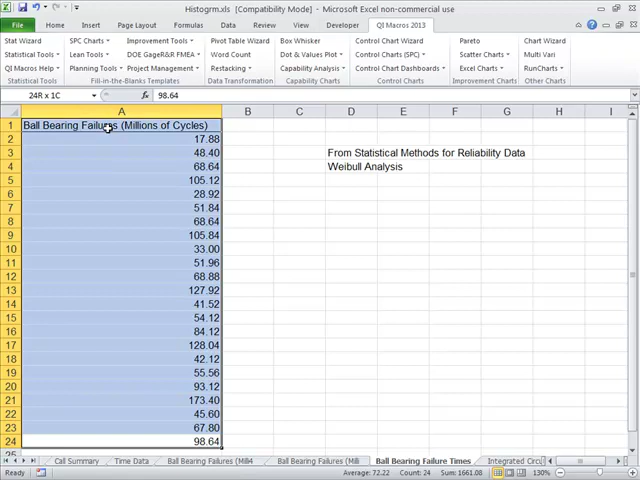 Histogrm.xls [Compatibility Mode] - Microsoft Excel non-commercial use
File Home Insert Page Layout Formulas Data Review View Developer QI Macros 2013
Stat Wizard SPC Charts Improvement Tools Pivot Table Wizard Box Whisker Control Chart Wizard Pareto Chart Wizard
Statistical Tools Lean Tools DOE GageR&R FMEA Word Count Dot & Values Plot Control Charts (SPC) Scatter Charts Multi Vari
QI Macros Help Planning Tools Project Management Restacking Capability Analysis Control Chart Dashboards Excel Charts RunCharts
Statistical Tools Fill-in-the-Blanks Templates Data Transformation Capability Charts Control Charts Improvement Charts Other Charts
24R x 1C fx 98.64
A B C D E F G H I
1 Ball Bearing Failures (Millions of Cycles)
2 17.88
3 48.40 From Statistical Methods for Reliability Data
4 68.64 Weibull Analysis
5 105.12
6 28.92
7 51.84
8 68.64
9 105.84
10 33.00
11 51.96
12 68.88
13 127.92
14 41.52
15 54.12
16 84.12
17 128.04
18 42.12
19 55.56
20 93.12
21 173.40
22 45.60
23 67.80
24 98.64
25
Call Summary Time Data Ball Bearing Failures (Mill4 Ball Bearing Failures (Mill Ball Bearing Failure Times Integrated Circu
Ready Average: 72.22 Count: 24 Sum: 1661.08 130%